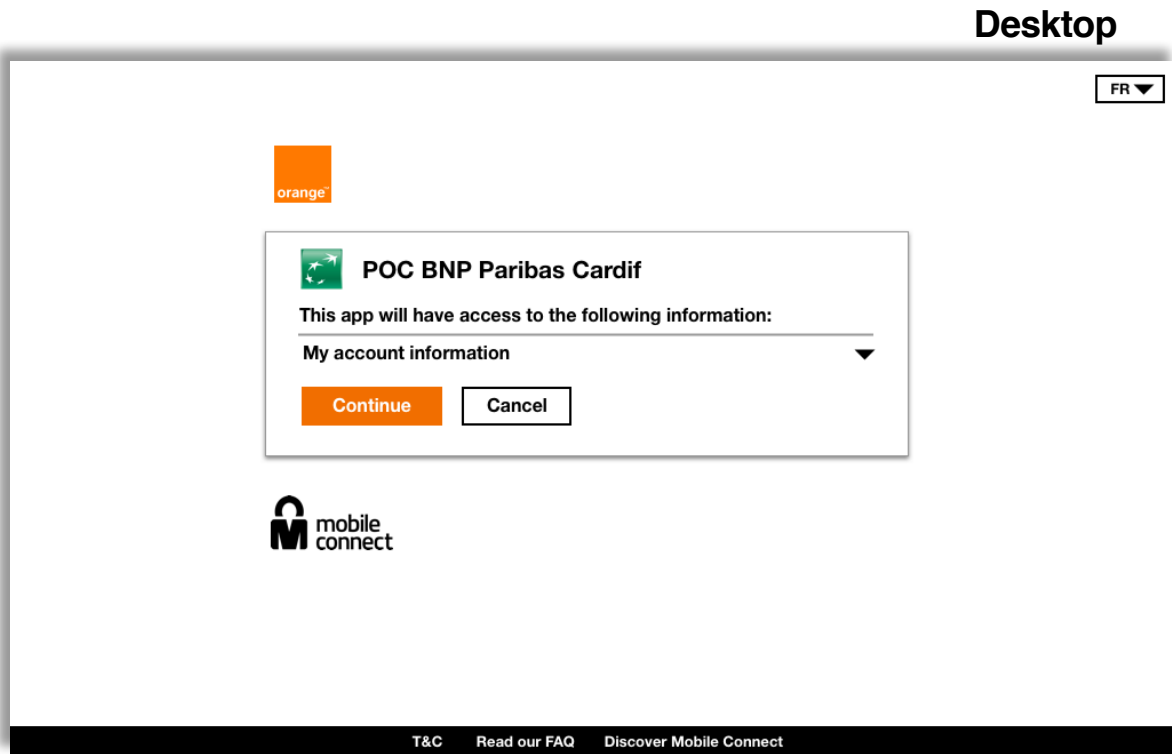 Desktop
FR
orange™
POC BNP Paribas Cardif
This app will have access to the following information:
My account information
Continue Cancel
mobile
connect
T&C Read our FAQ Discover Mobile Connect